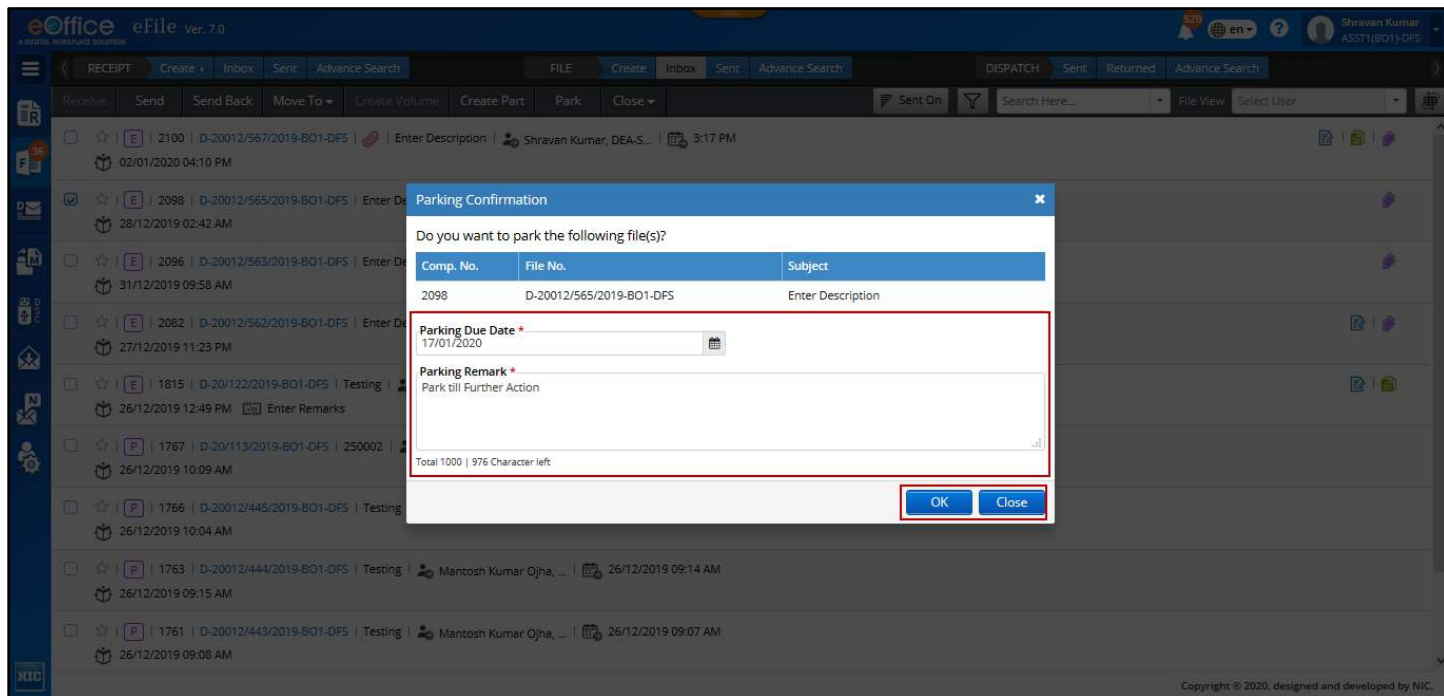 eOffice eFile Ver. 7.0 520 en ? Shravan Kumar
A DIGITAL WORKPLACE SOLUTION ASST1(BO1)-DFS
RECEIPT Create Inbox Sent Advance Search FILE Create Inbox Sent Advance Search DISPATCH Sent Returned Advance Search
Receive Send Send Back Move To Create Volume Create Part Park Close Sent On Search Here... File View Select User
E | 2100 | D-20012/567/2019-BO1-DFS | | Enter Description | Shravan Kumar, DEA-S... | 3:17 PM
36
02/01/2020 04:10 PM
E | 2098 | D-20012/565/2019-BO1-DFS | Enter De
28/12/2019 02:42 AM
E | 2096 | D-20012/563/2019-BO1-DFS | Enter De
31/12/2019 09:58 AM
E | 2082 | D-20012/562/2019-BO1-DFS | Enter De
27/12/2019 11:23 PM
E | 1815 | D-20/122/2019-BO1-DFS | Testing |
26/12/2019 12:49 PM Enter Remarks
P | 1767 | D-20/113/2019-BO1-DFS | 250002 |
26/12/2019 10:09 AM
P | 1766 | D-20012/445/2019-BO1-DFS | Testing
26/12/2019 10:04 AM
P | 1763 | D-20012/444/2019-BO1-DFS | Testing | Mantosh Kumar Ojha, ... | 26/12/2019 09:14 AM
26/12/2019 09:15 AM
P | 1761 | D-20012/443/2019-BO1-DFS | Testing | Mantosh Kumar Ojha, ... | 26/12/2019 09:07 AM
26/12/2019 09:08 AM
Parking Confirmation
Do you want to park the following file(s)?
Comp. No. File No. Subject
2098 D-20012/565/2019-BO1-DFS Enter Description
Parking Due Date *
17/01/2020
Parking Remark *
Park till Further Action
Total 1000 | 976 Character left
OK Close
NIC
Copyright © 2020, designed and developed by NIC.